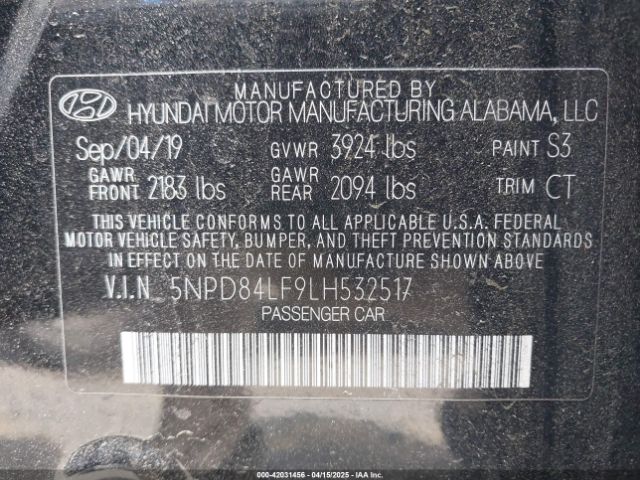 MANUFACTURED BY
HYUNDAI MOTOR MANUFACTURING ALABAMA, LLC
Sep/04/19 GVWR 3924 lbs PAINT S3
GAWR FRONT 2183 lbs GAWR REAR 2094 lbs TRIM CT
THIS VEHICLE CONFORMS TO ALL APPLICABLE U.S.A. FEDERAL
MOTOR VEHICLE SAFETY, BUMPER, AND THEFT PREVENTION STANDARDS
IN EFFECT ON THE DATE OF MANUFACTURE SHOWN ABOVE.
V.I.N 5NPD84LF9LH532517
PASSENGER CAR
000-42031456 - 04/15/2025 - IAAI.COM